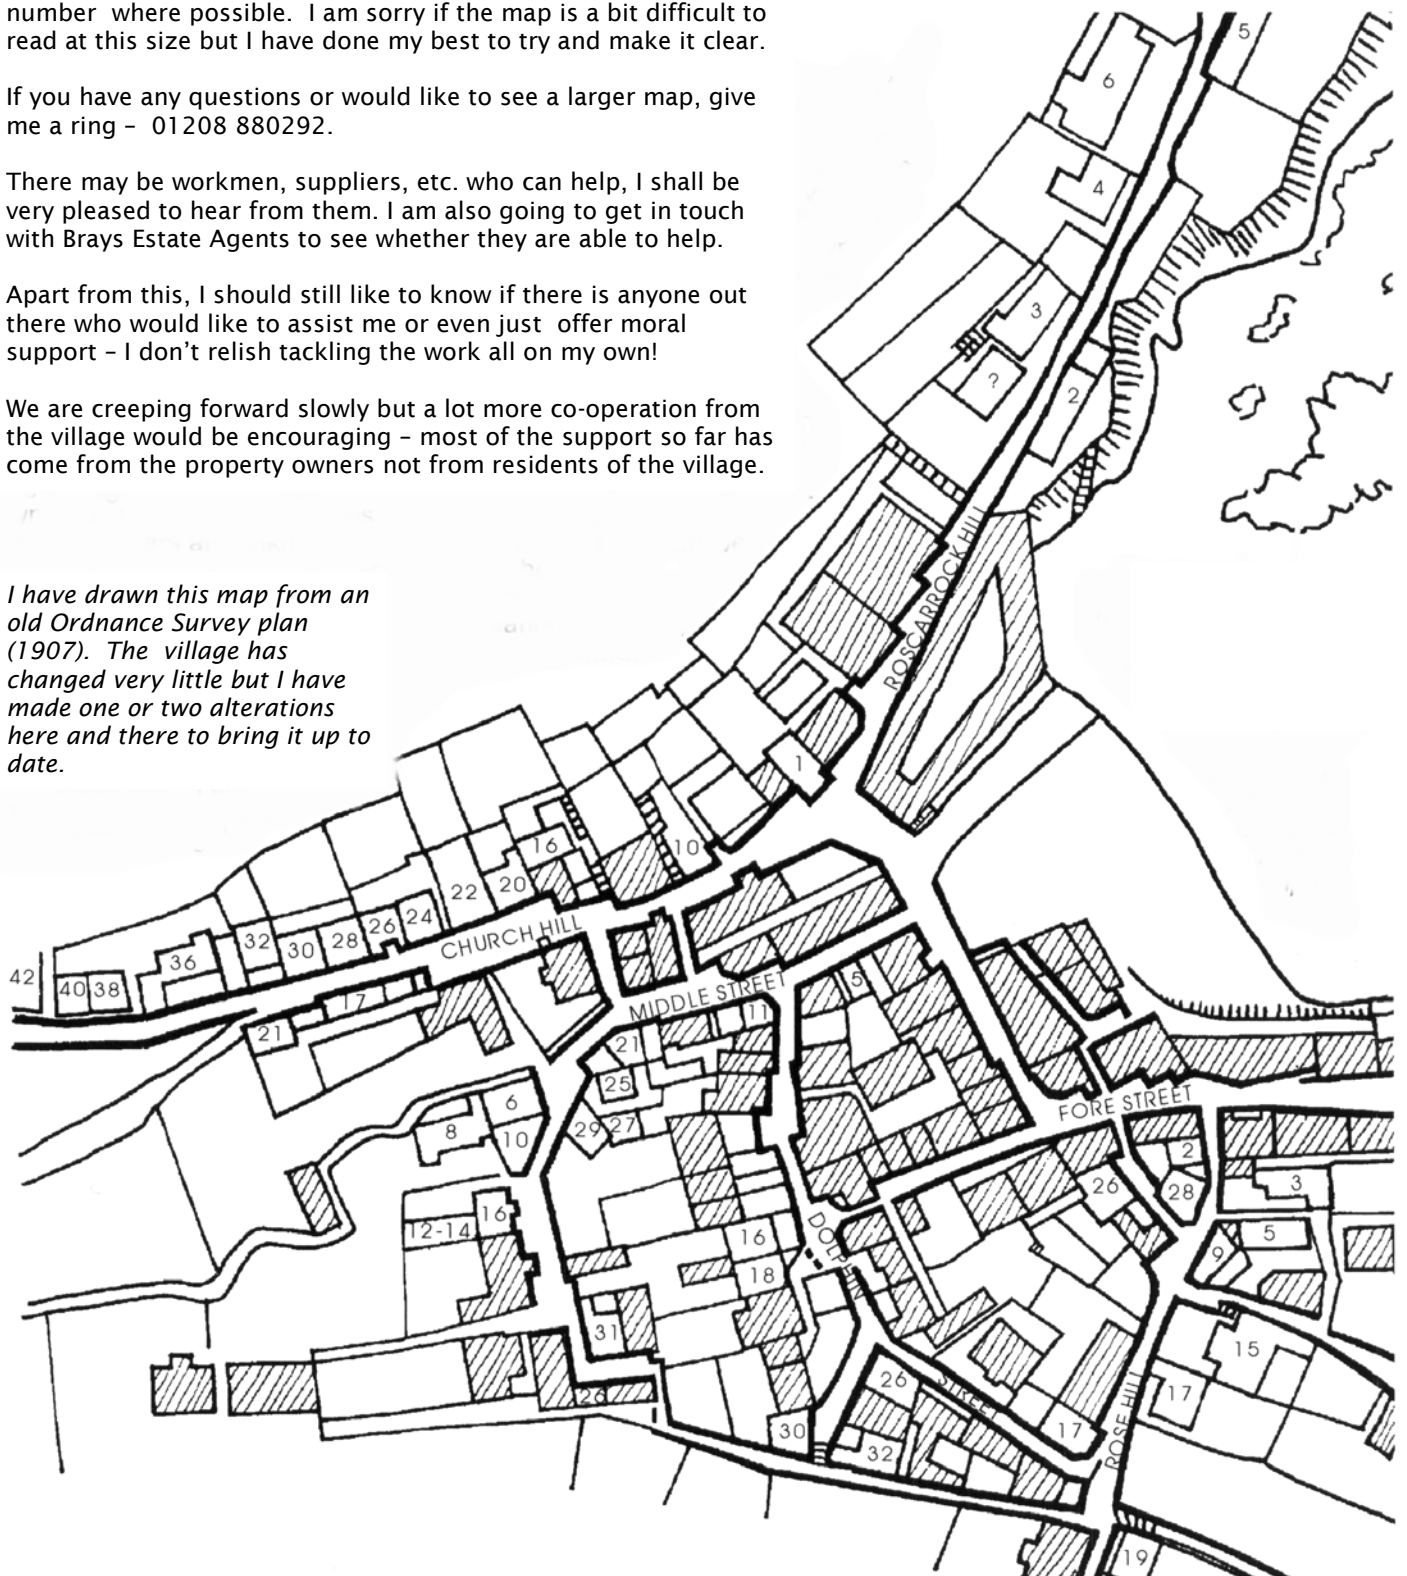 number where possible. I am sorry if the map is a bit difficult to
read at this size but I have done my best to try and make it clear.
If you have any questions or would like to see a larger map, give
me a ring – 01208 880292.
There may be workmen, suppliers, etc. who can help, I shall be
very pleased to hear from them. I am also going to get in touch
with Brays Estate Agents to see whether they are able to help.
Apart from this, I should still like to know if there is anyone out
there who would like to assist me or even just offer moral
support – I don’t relish tackling the work all on my own!
We are creeping forward slowly but a lot more co-operation from
the village would be encouraging – most of the support so far has
come from the property owners not from residents of the village.
I have drawn this map from an
old Ordnance Survey plan
(1907). The village has
changed very little but I have
made one or two alterations
here and there to bring it up to
date.
5
6
4
3
?
2
ROSCARROCK HILL
1
10
16
20
22
24
26
28
30
32
36
38
40
42
CHURCH HILL
17
21
MIDDLE STREET
5
11
21
25
27
29
6
8
10
12-14
16
31
26
FORE STREET
2
28
26
3
5
9
15
17
DOLPHIN
STREET
16
18
26
30
32
17
ROSE HILL
19